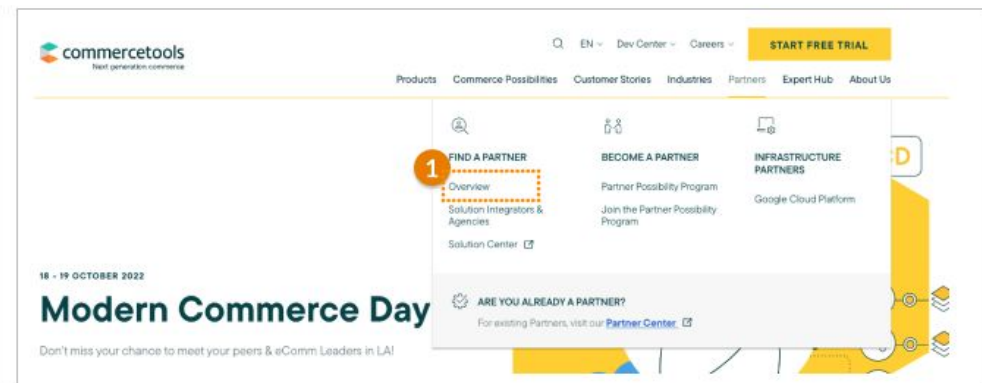 commercetools
Next generation commerce
EN Dev Center Careers START FREE TRIAL
Products Commerce Possibilities Customer Stories Industries Partners Expert Hub About Us
1
FIND A PARTNER
Overview
Solution Integrators &
Agencies
Solution Center
BECOME A PARTNER
Partner Possibility Program
Join the Partner Possibility
Program
INFRASTRUCTURE
PARTNERS
Google Cloud Platform
D
18 - 19 OCTOBER 2022
Modern Commerce Day
Don't miss your chance to meet your peers & eComm Leaders in LA!
ARE YOU ALREADY A PARTNER?
For existing Partners, visit our Partner Center